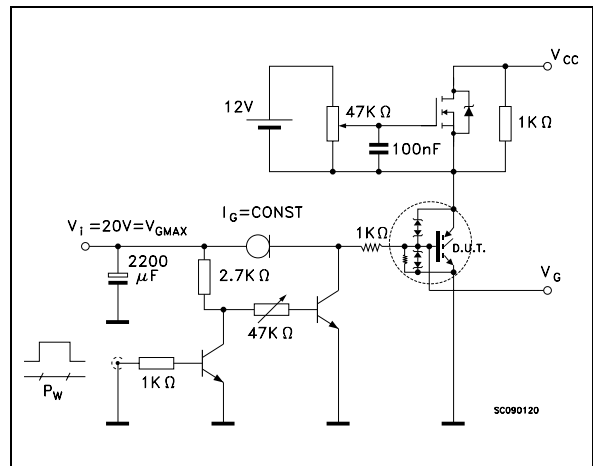 V_CC
12V
47KΩ
1KΩ
100nF
I_G=CONST
V_i =20V=V_GMAX
1KΩ
D.U.T.
2200
μF
2.7KΩ
V_G
47KΩ
1KΩ
P_W
SC090120